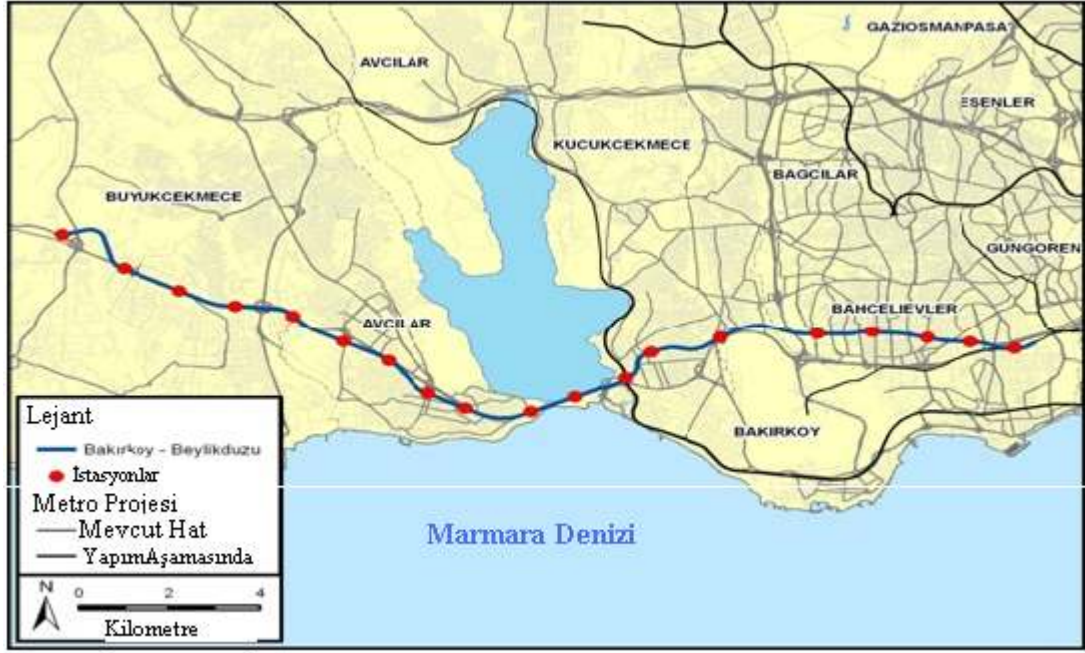 GAZIOSMANPASA
AVCILAR
ESENLER
KUCUKCEKMECE
BAGCILAR
BUYUKCEKMECE
GUNGOREN
BAHCELIEVLER
AVCILAR
BAKIRKOY
Marmara Denizi
Lejant
Bakırkoy - Beylikduzu
İstasyonlar
Metro Projesi
Mevcut Hat
YapımAşamasında
N
0 2 4
Kilometre